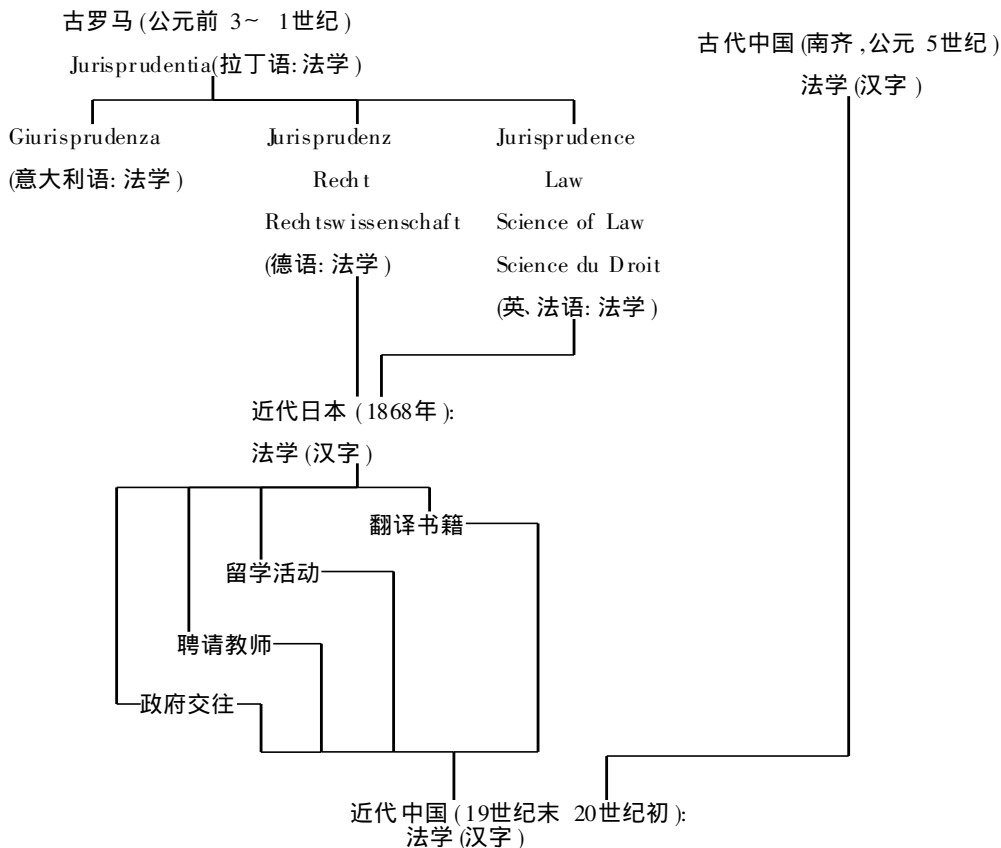 古罗马(公元前 3~ 1世纪)
Jurisprudentia(拉丁语:法学)
古代中国(南齐,公元 5世纪)
法学(汉字)
Giurisprudenza
(意大利语:法学)
Jurisprudenz
Recht
Rechtswissenschaft
(德语:法学)
Jurisprudence
Law
Science of Law
Science du Droit
(英、法语:法学)
近代日本(1868年):
法学(汉字)
翻译书籍
留学活动
聘请教师
政府交往
近代中国(19世纪末 20世纪初):
法学(汉字)